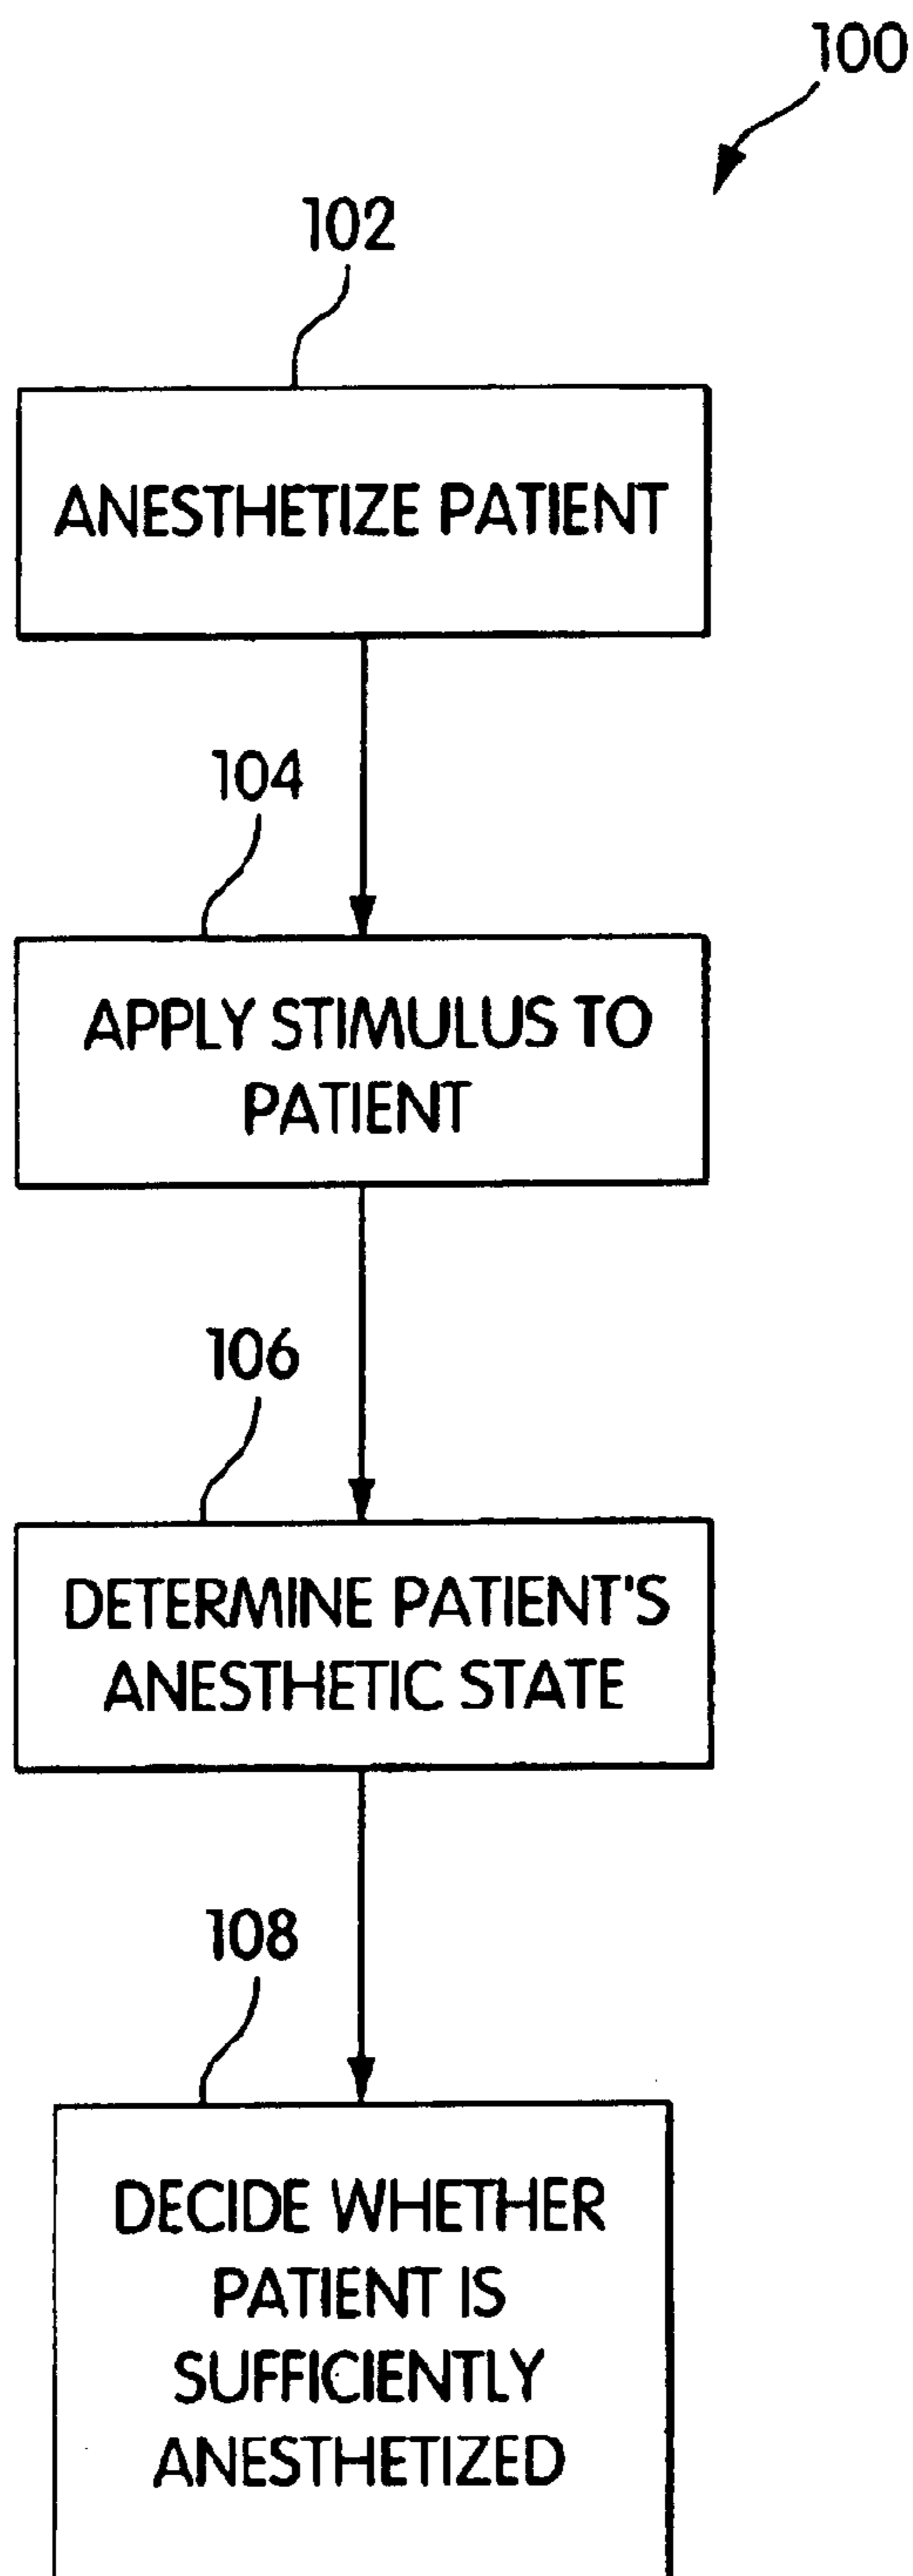 100
102
ANESTHETIZE PATIENT
104
APPLY STIMULUS TO
PATIENT
106
DETERMINE PATIENT'S
ANESTHETIC STATE
108
DECIDE WHETHER
PATIENT IS
SUFFICIENTLY
ANESTHETIZED